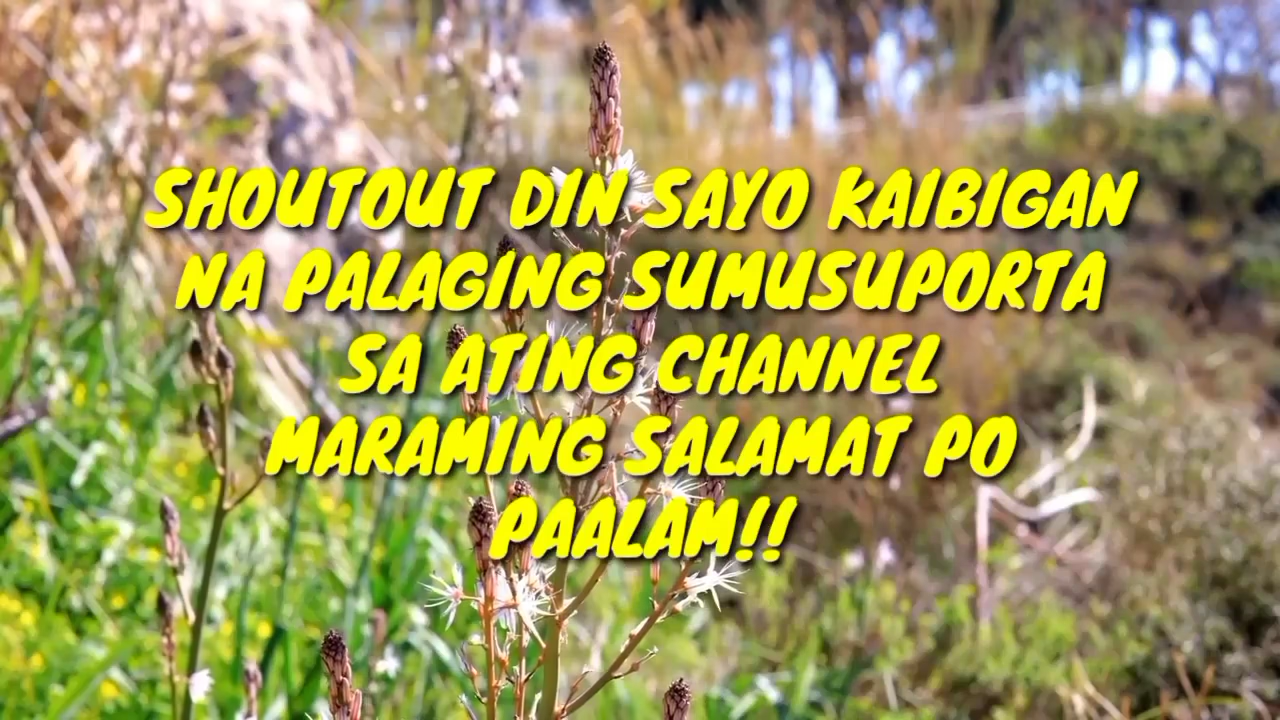 SHOUTOUT DIN SAYO KAIBIGAN
NA PALAGING SUMUSUPORTA
SA ATING CHANNEL
MARAMING SALAMAT PO
PAALAM!!